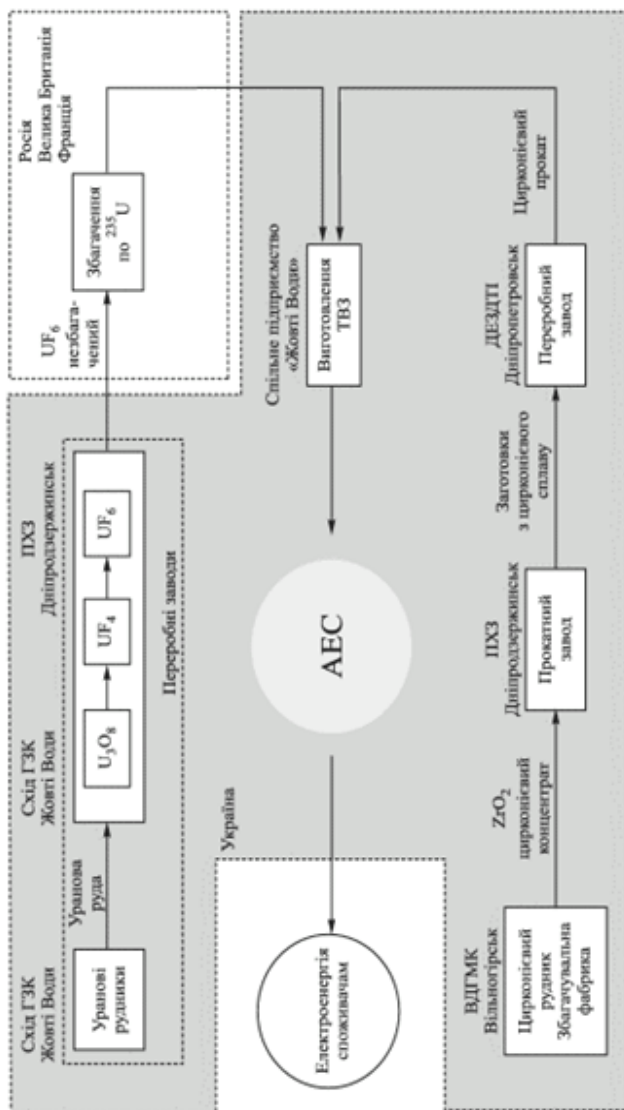 Схід ГЗК
Жовті Води
Уранові
рудники
Уранова
руда
Схід ГЗК
Жовті Води
U₃O₈
UF₄
UF₆
ПХЗ
Дніпродзержинськ
Переробні заводи
UF₆
незбага-
чений
Росія
Велика Британія
Франція
Збагачення
по ²³⁵U
Україна
Електроенергія
споживачам
АЕС
Спільне підприємство
«Жовті Води»
Виготовлення
ТВЗ
ВДГМК
Вільногірськ
Цирконієвий
рудник
Збагачувальна
фабрика
ZrO₂
цирконієвий
концентрат
ПХЗ
Дніпродзержинськ
Прокатний
завод
Заготовки
з цирконієвого
сплаву
ДЕЗДТІ
Дніпропетровськ
Переробний
завод
Цирконієвий
прокат